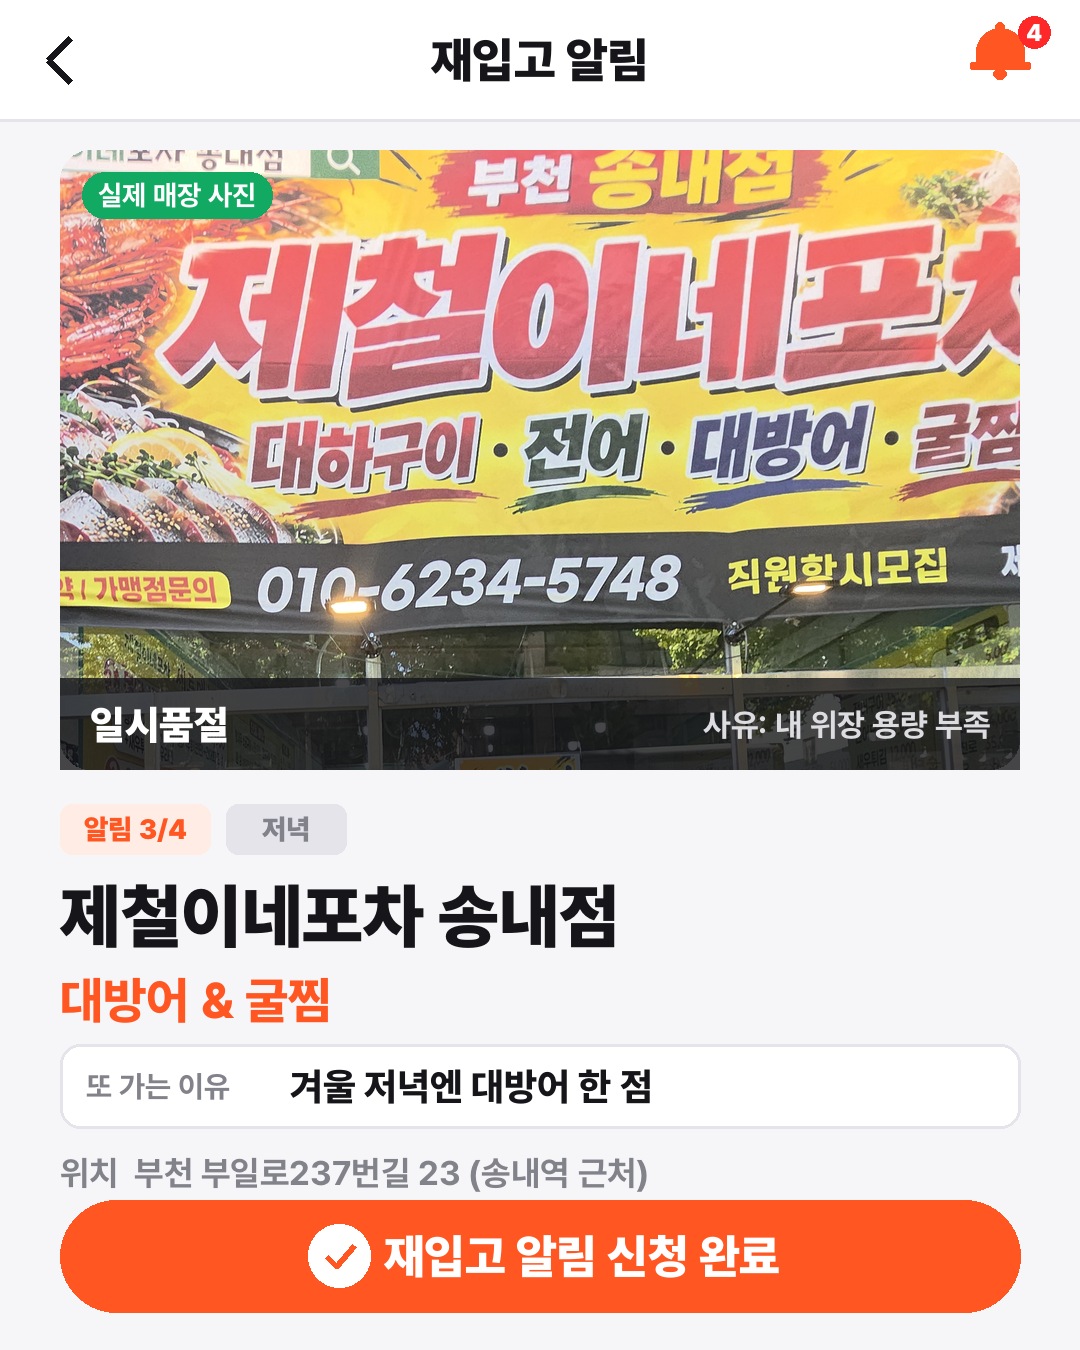 재입고 알림
4
실제 매장 사진
부천 송내점
제철이네포차
대하구이 · 전어 · 대방어 · 굴찜
/ 가맹점문의 010-6234-5748 직원항시모집
일시품절
사유: 내 위장 용량 부족
알림 3/4
저녁
제철이네포차 송내점
대방어 & 굴찜
또 가는 이유 겨울 저녁엔 대방어 한 점
위치 부천 부일로237번길 23 (송내역 근처)
재입고 알림 신청 완료